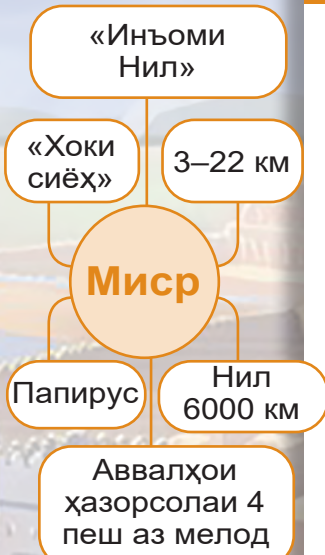 «Инъоми
Нил»
«Хоки
сиёҳ»
3–22 км
Миср
Папирус
Нил
6000 км
Аввалҳои
ҳазорсолаи 4
пеш аз мелод